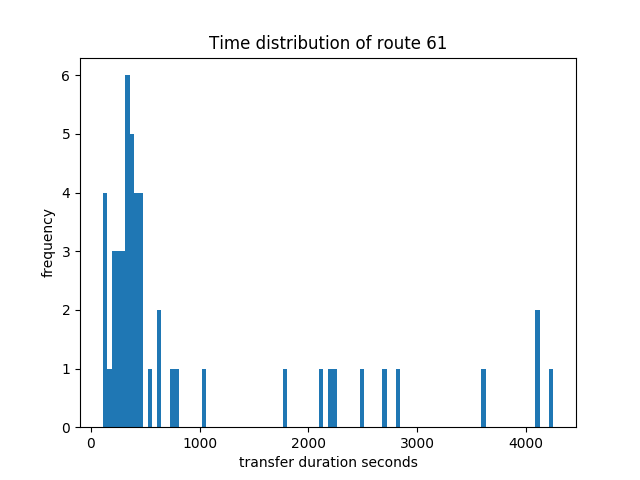 Time distribution of route 61
frequency
6
5
4
3
2
1
0
0 1000 2000 3000 4000
transfer duration seconds